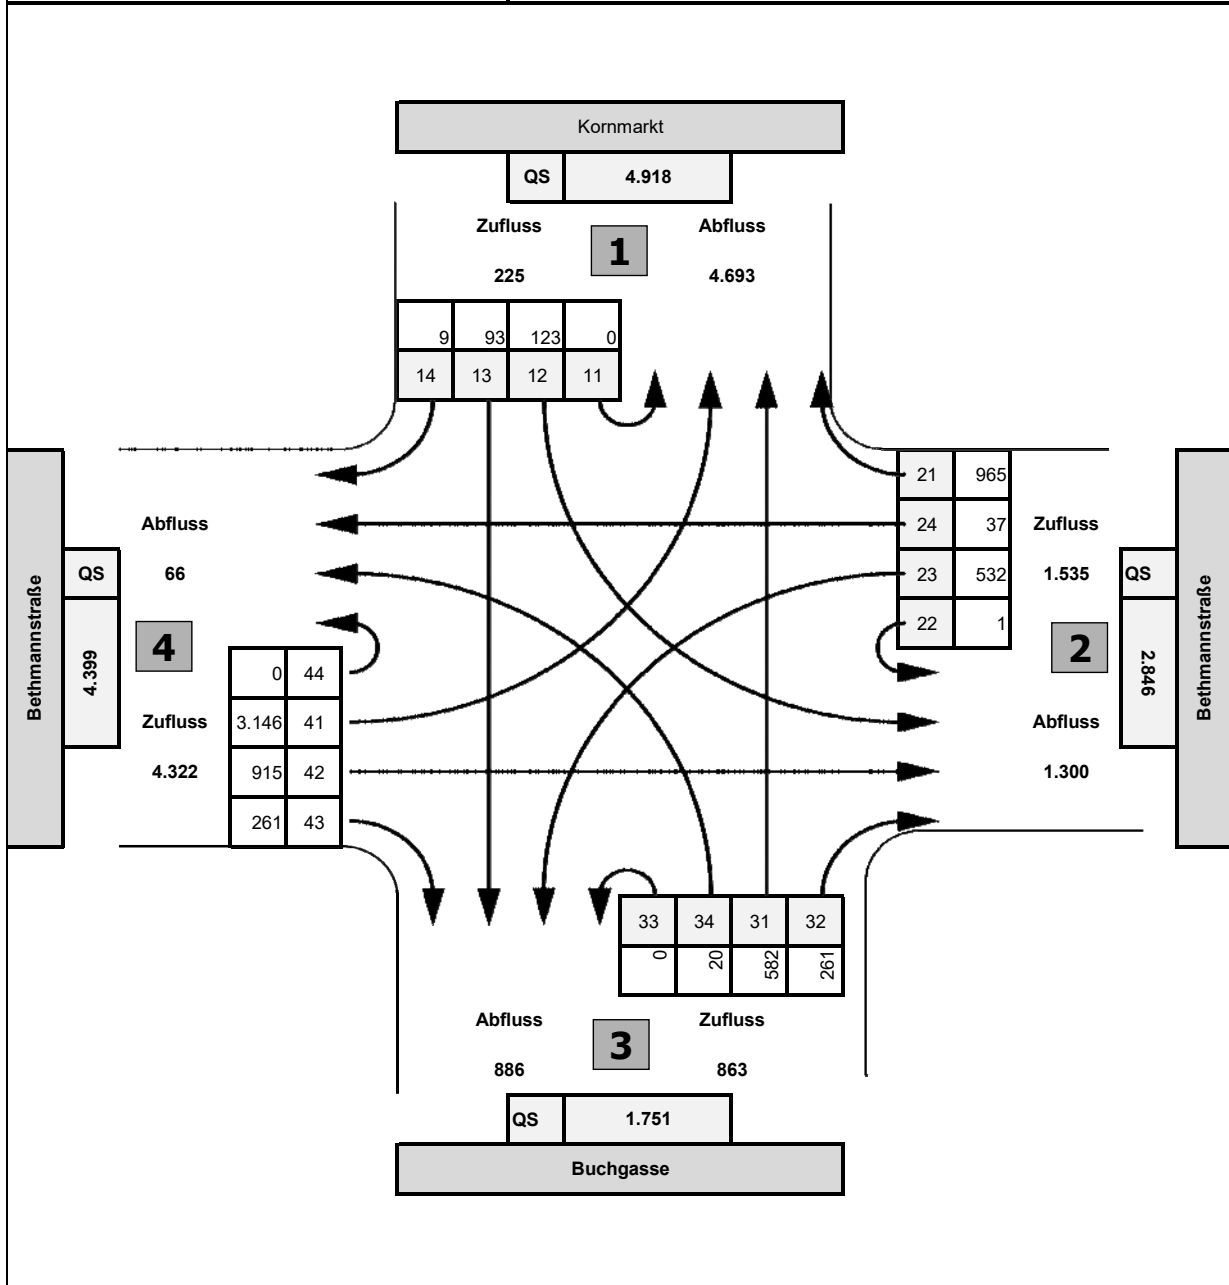 Kornmarkt
QS 4.918
Zufluss Abfluss
1
225 4.693
9 93 123 0
14 13 12 11
21 965
24 37
23 532
22 1
Zufluss
1.535
QS
2.846
2
Abfluss
1.300
Bethmannstraße
Bethmannstraße
QS
4.399
Abfluss
66
4
Zufluss
4.322
0 44
3.146 41
915 42
261 43
33 34 31 32
0 20 582 261
Abfluss Zufluss
3
886 863
QS 1.751
Buchgasse